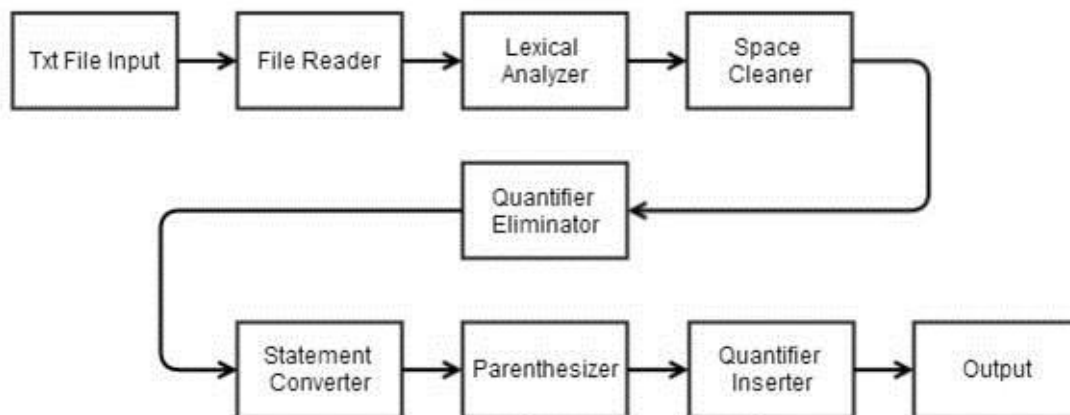 Txt File Input
File Reader
Lexical
Analyzer
Space
Cleaner
Quantifier
Eliminator
Statement
Converter
Parenthesizer
Quantifier
Inserter
Output